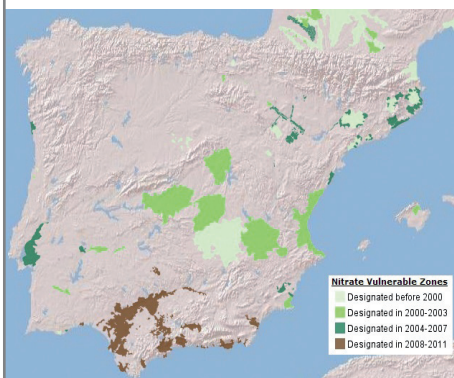 Nitrate Vulnerable Zones
Designated before 2000
Designated in 2000-2003
Designated in 2004-2007
Designated in 2008-2011